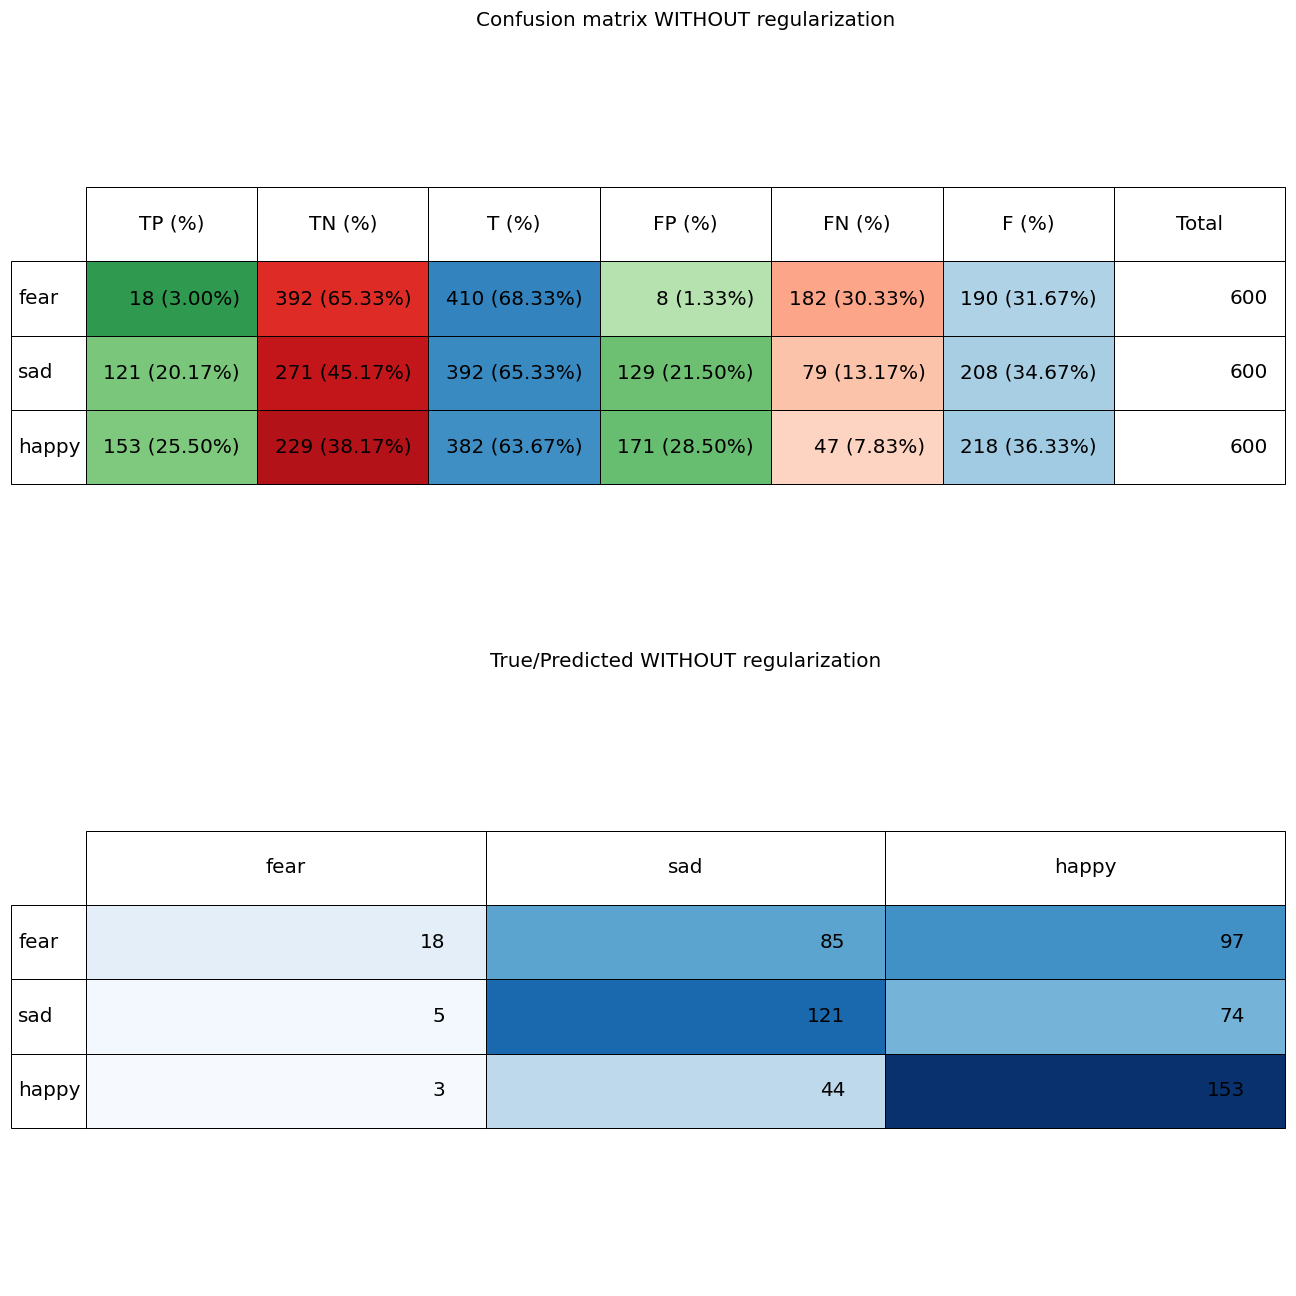 Confusion matrix WITHOUT regularization
TP (%) TN (%) T (%) FP (%) FN (%) F (%) Total
fear 18 (3.00%) 392 (65.33%) 410 (68.33%) 8 (1.33%) 182 (30.33%) 190 (31.67%) 600
sad 121 (20.17%) 271 (45.17%) 392 (65.33%) 129 (21.50%) 79 (13.17%) 208 (34.67%) 600
happy 153 (25.50%) 229 (38.17%) 382 (63.67%) 171 (28.50%) 47 (7.83%) 218 (36.33%) 600
True/Predicted WITHOUT regularization
fear sad happy
fear 18 85 97
sad 5 121 74
happy 3 44 153